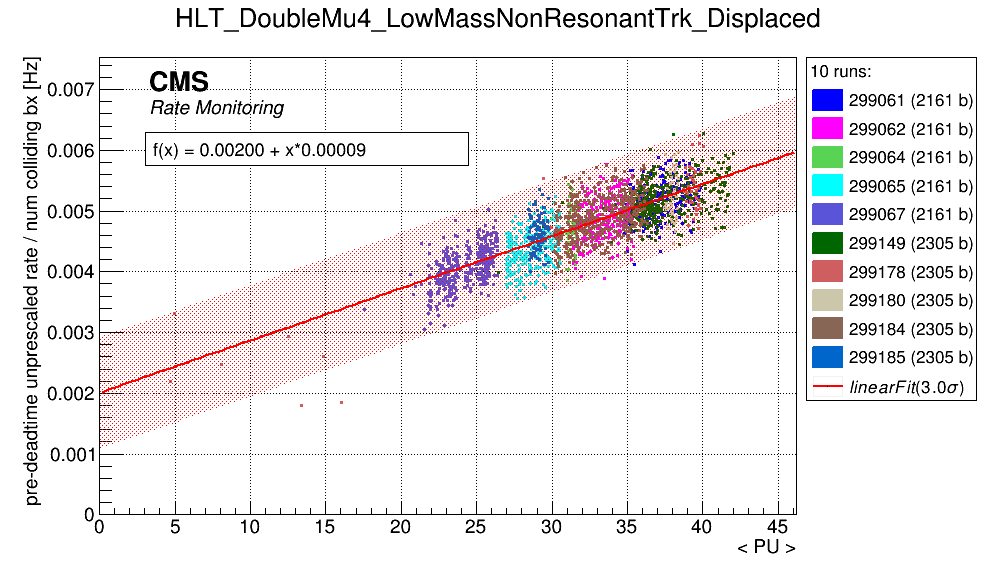 HLT_DoubleMu4_LowMassNonResonantTrk_Displaced
pre-deadtime unprescaled rate / num colliding bx [Hz]
CMS
Rate Monitoring
f(x) = 0.00200 + x*0.00009
0.007
0.006
0.005
0.004
0.003
0.002
0.001
0
0 5 10 15 20 25 30 35 40 45
< PU >
10 runs:
299061 (2161 b)
299062 (2161 b)
299064 (2161 b)
299065 (2161 b)
299067 (2161 b)
299149 (2305 b)
299178 (2305 b)
299180 (2305 b)
299184 (2305 b)
299185 (2305 b)
linearFit(3.0σ)